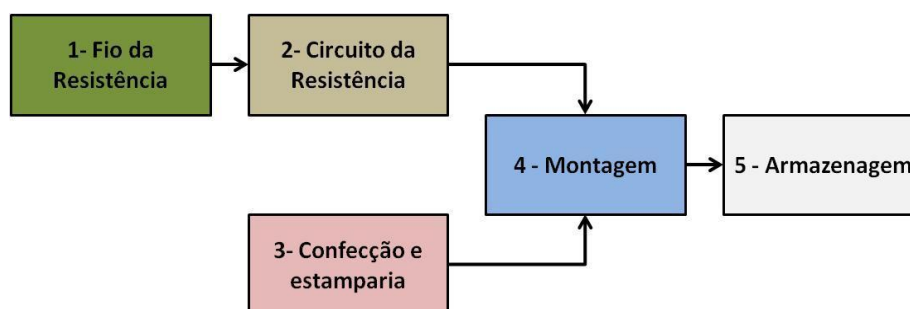 1- Fio da
Resistência
2- Circuito da
Resistência
4 - Montagem
5 - Armazenagem
3- Confecção e
estamparia